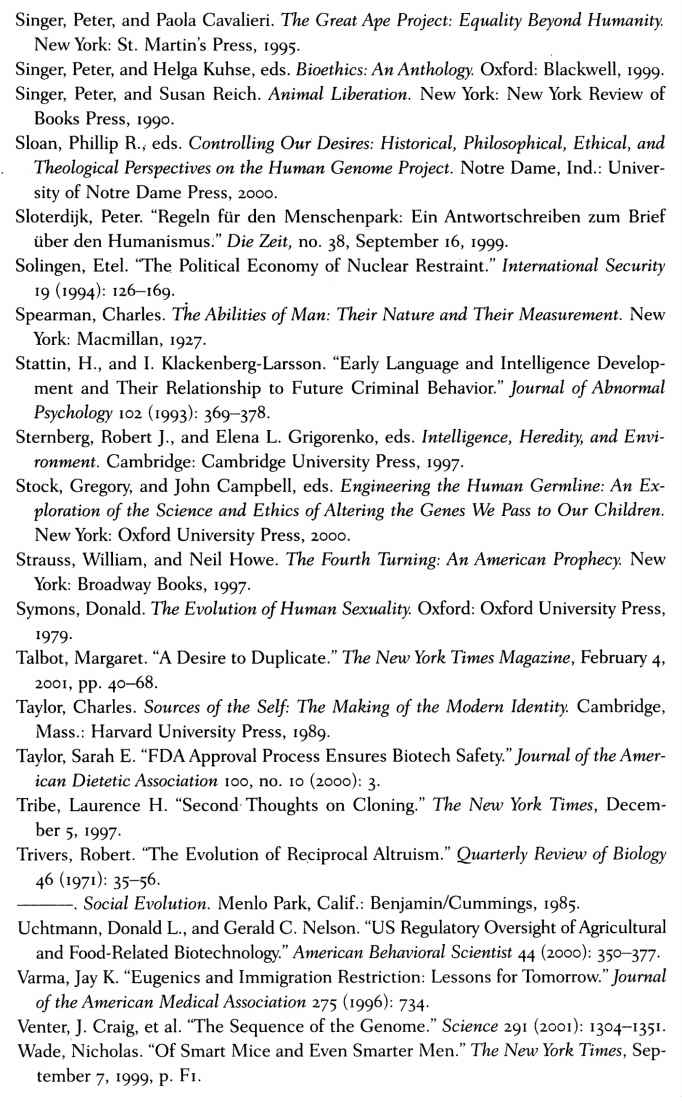 Singer, Peter, and Paola Cavalieri. The Great Ape Project: Equality Beyond Humanity.
New York: St. Martin's Press, 1995.
Singer, Peter, and Helga Kuhse, eds. Bioethics: An Anthology. Oxford: Blackwell, 1999.
Singer, Peter, and Susan Reich. Animal Liberation. New York: New York Review of
Books Press, 1990.
Sloan, Phillip R., eds. Controlling Our Desires: Historical, Philosophical, Ethical, and
Theological Perspectives on the Human Genome Project. Notre Dame, Ind.: Univer-
sity of Notre Dame Press, 2000.
Sloterdijk, Peter. “Regeln für den Menschenpark: Ein Antwortschreiben zum Brief
über den Humanismus.” Die Zeit, no. 38, September 16, 1999.
Solingen, Etel. “The Political Economy of Nuclear Restraint.” International Security
19 (1994): 126–169.
Spearman, Charles. The Abilities of Man: Their Nature and Their Measurement. New
York: Macmillan, 1927.
Stattin, H., and I. Klackenberg-Larsson. “Early Language and Intelligence Develop-
ment and Their Relationship to Future Criminal Behavior.” Journal of Abnormal
Psychology 102 (1993): 369–378.
Sternberg, Robert J., and Elena L. Grigorenko, eds. Intelligence, Heredity, and Envi-
ronment. Cambridge: Cambridge University Press, 1997.
Stock, Gregory, and John Campbell, eds. Engineering the Human Germline: An Ex-
ploration of the Science and Ethics of Altering the Genes We Pass to Our Children.
New York: Oxford University Press, 2000.
Strauss, William, and Neil Howe. The Fourth Turning: An American Prophecy. New
York: Broadway Books, 1997.
Symons, Donald. The Evolution of Human Sexuality. Oxford: Oxford University Press,
1979.
Talbot, Margaret. “A Desire to Duplicate.” The New York Times Magazine, February 4,
2001, pp. 40–68.
Taylor, Charles. Sources of the Self: The Making of the Modern Identity. Cambridge,
Mass.: Harvard University Press, 1989.
Taylor, Sarah E. “FDA Approval Process Ensures Biotech Safety.” Journal of the Amer-
ican Dietetic Association 100, no. 10 (2000): 3.
Tribe, Laurence H. “Second Thoughts on Cloning.” The New York Times, Decem-
ber 5, 1997.
Trivers, Robert. “The Evolution of Reciprocal Altruism.” Quarterly Review of Biology
46 (1971): 35–56.
———. Social Evolution. Menlo Park, Calif.: Benjamin/Cummings, 1985.
Uchtmann, Donald L., and Gerald C. Nelson. “US Regulatory Oversight of Agricultural
and Food-Related Biotechnology.” American Behavioral Scientist 44 (2000): 350–377.
Varma, Jay K. “Eugenics and Immigration Restriction: Lessons for Tomorrow.” Journal
of the American Medical Association 275 (1996): 734.
Venter, J. Craig, et al. “The Sequence of the Genome.” Science 291 (2001): 1304–1351.
Wade, Nicholas. “Of Smart Mice and Even Smarter Men.” The New York Times, Sep-
tember 7, 1999, p. F1.